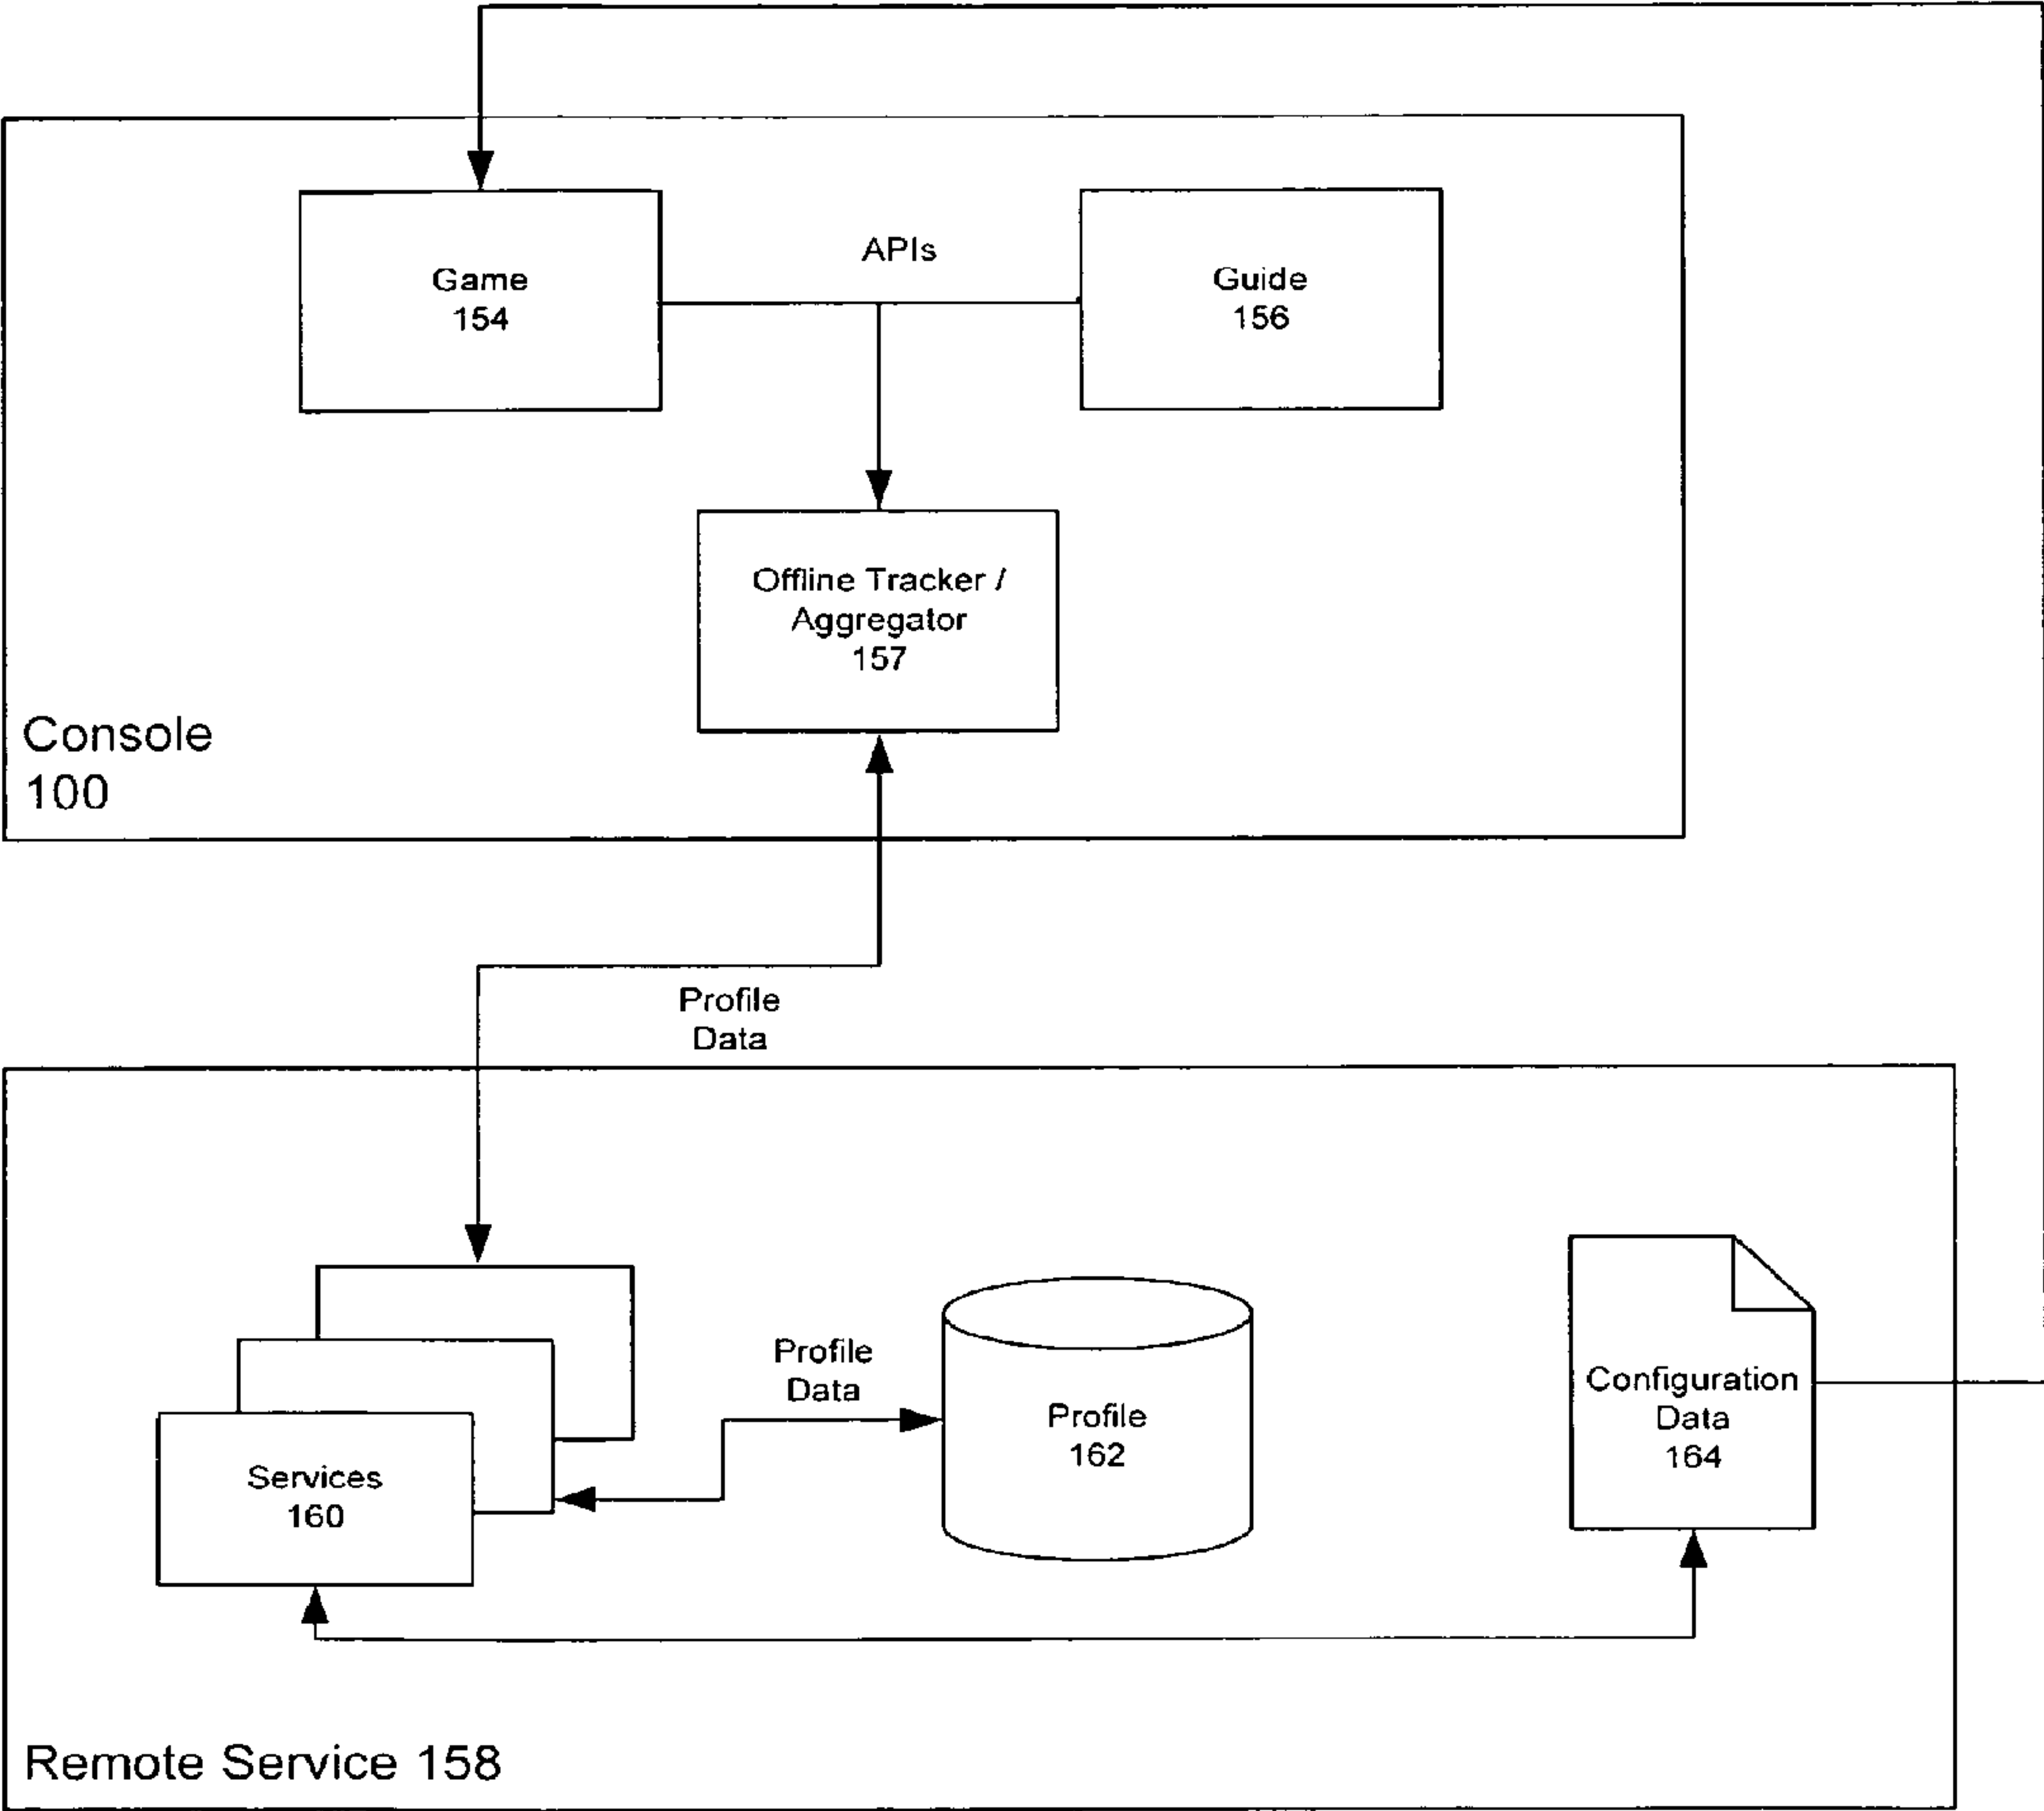 Game
154
APIs
Guide
156
Offline Tracker /
Aggregator
157
Console
100
Profile
Data
Profile
Data
Services
160
Profile
162
Configuration
Data
164
Remote Service 158